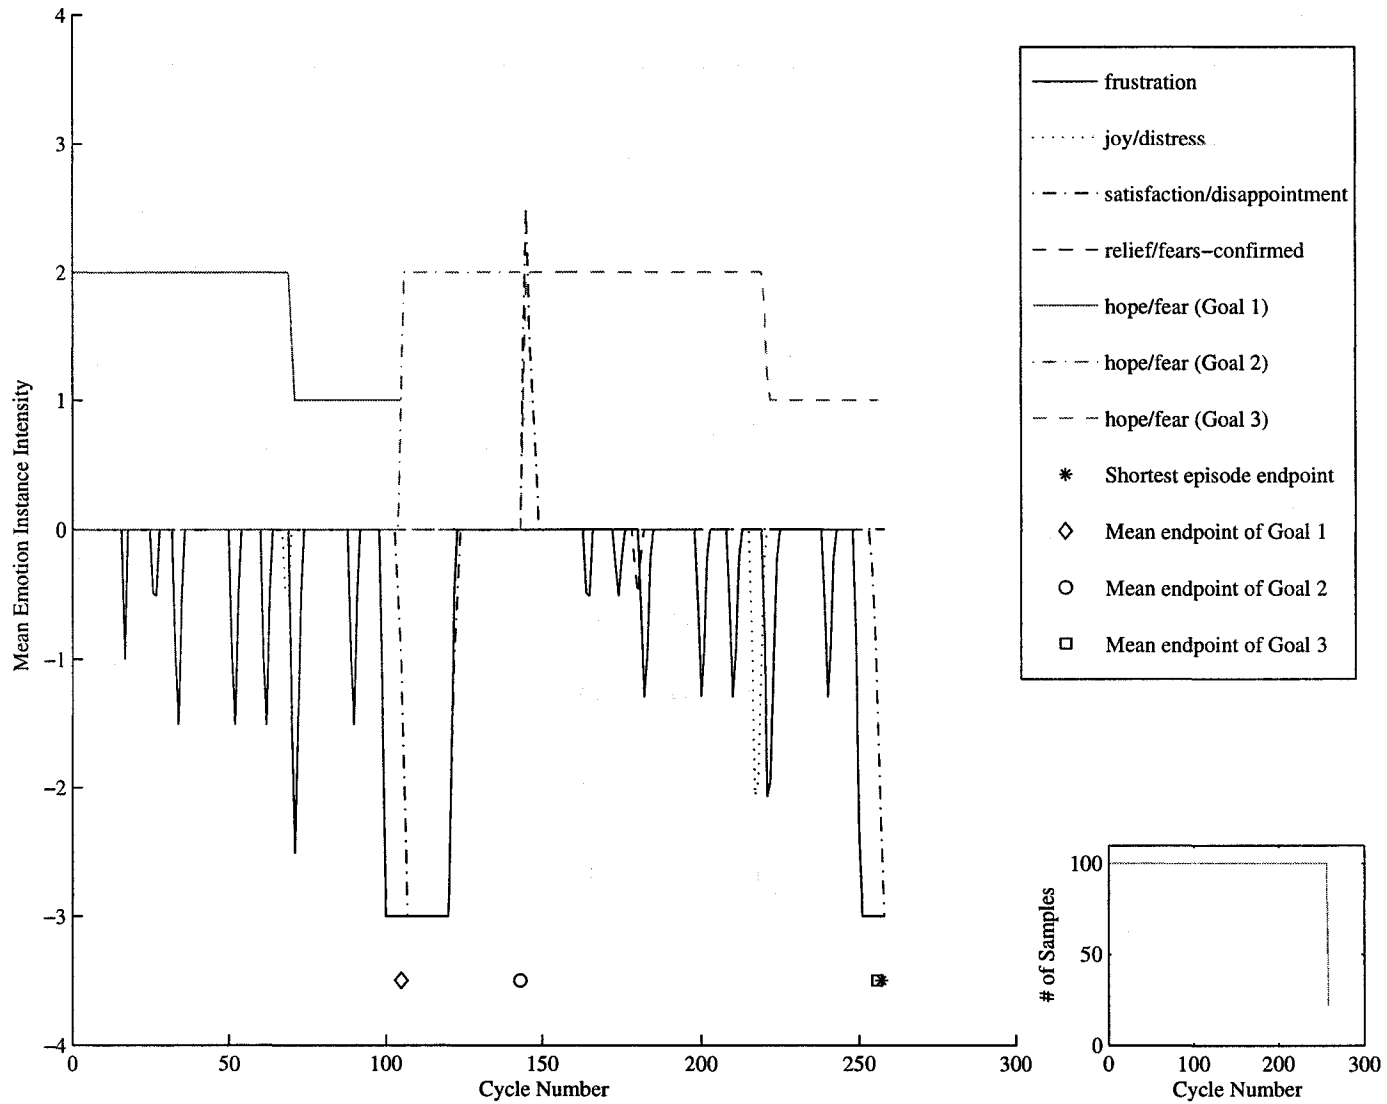 4
3
2
1
0
−1
−2
−3
−4
Mean Emotion Instance Intensity
0
50
100
150
200
250
300
Cycle Number
frustration
joy/distress
satisfaction/disappointment
relief/fears−confirmed
hope/fear (Goal 1)
hope/fear (Goal 2)
hope/fear (Goal 3)
Shortest episode endpoint
Mean endpoint of Goal 1
Mean endpoint of Goal 2
Mean endpoint of Goal 3
100
50
0
# of Samples
0
100
200
300
Cycle Number